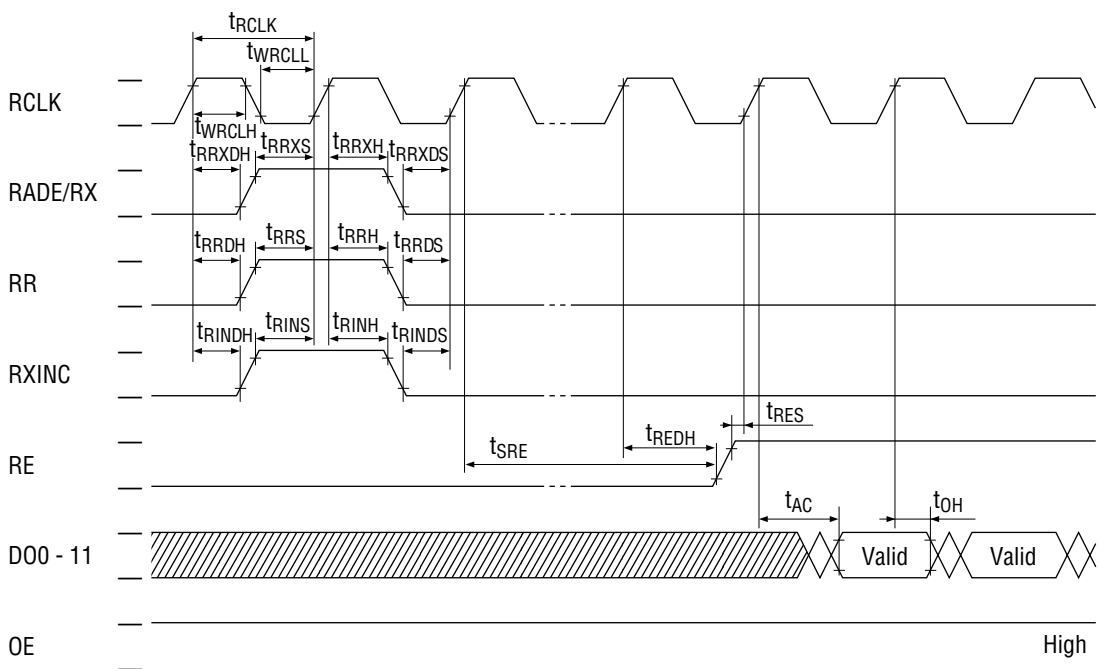 tRCLK
tWRCLL
RCLK
tWRCLH
tRRXDH tRRXS tRRXH tRRXDS
RADE/RX
tRRDH tRRS tRRH tRRDS
RR
tRINDH tRINS tRINH tRINDS
RXINC
tRES
tREDH
tSRE
RE
tAC tOH
DO0 - 11 Valid Valid
OE High